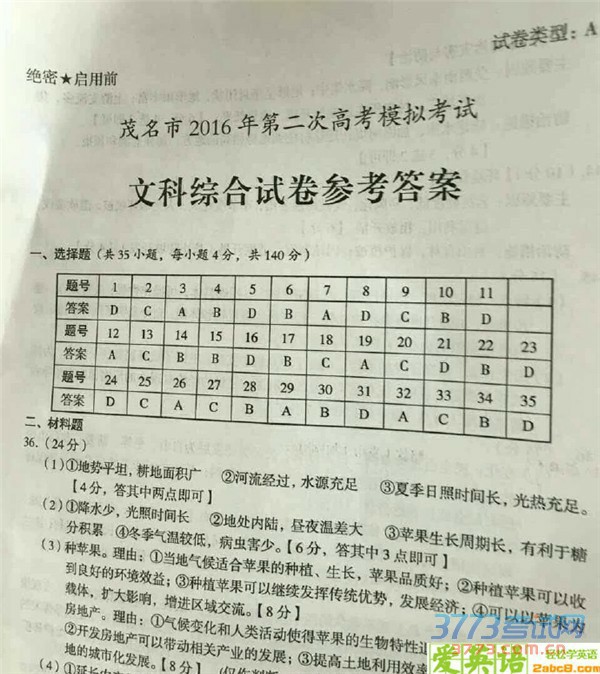 试卷类型：A
绝密★启用前
茂名市2016年第二次高考模拟考试
文科综合试卷参考答案
一、选择题（共35小题，每小题4分，共140分）
题号 1 2 3 4 5 6 7 8 9 10 11
答案 D C A B D B A D C B D
题号 12 13 14 15 16 17 18 19 20 21 22 23
答案 A C B B D B C A C D B D
题号 24 25 26 27 28 29 30 31 32 33 34 35
答案 D C A C B A B D A C B D
二、材料题
36.（24分）
（1）①地势平坦，耕地面积广 ②河流经过，水源充足 ③夏季日照时间长，光热充足。
【4分，答其中两点即可】
（2）①降水少，光照时间长 ②地处内陆，昼夜温差大 ③苹果生长周期长，有利于糖
分积累 ④冬季气温较低，病虫害少。【6分，答其中3点即可】
（3）种苹果。理由：①当地气候适合苹果的种植、生长，苹果品质好；②种植苹果可以收
到良好的环境效益；③种植苹果可以继续发挥传统优势，发展经济；④可以以苹果为
载体，扩大影响，增进区域交流。【8分】
房地产。理由：①气候变化和人类活动使得苹果的生物特性
②开发房地产可以带动相关产业的发展；③提高土地利用效率
地的城市化发展。【8分】
3773考试网
3773.com.cn
爱英语
轻松学英语
2abc8.com